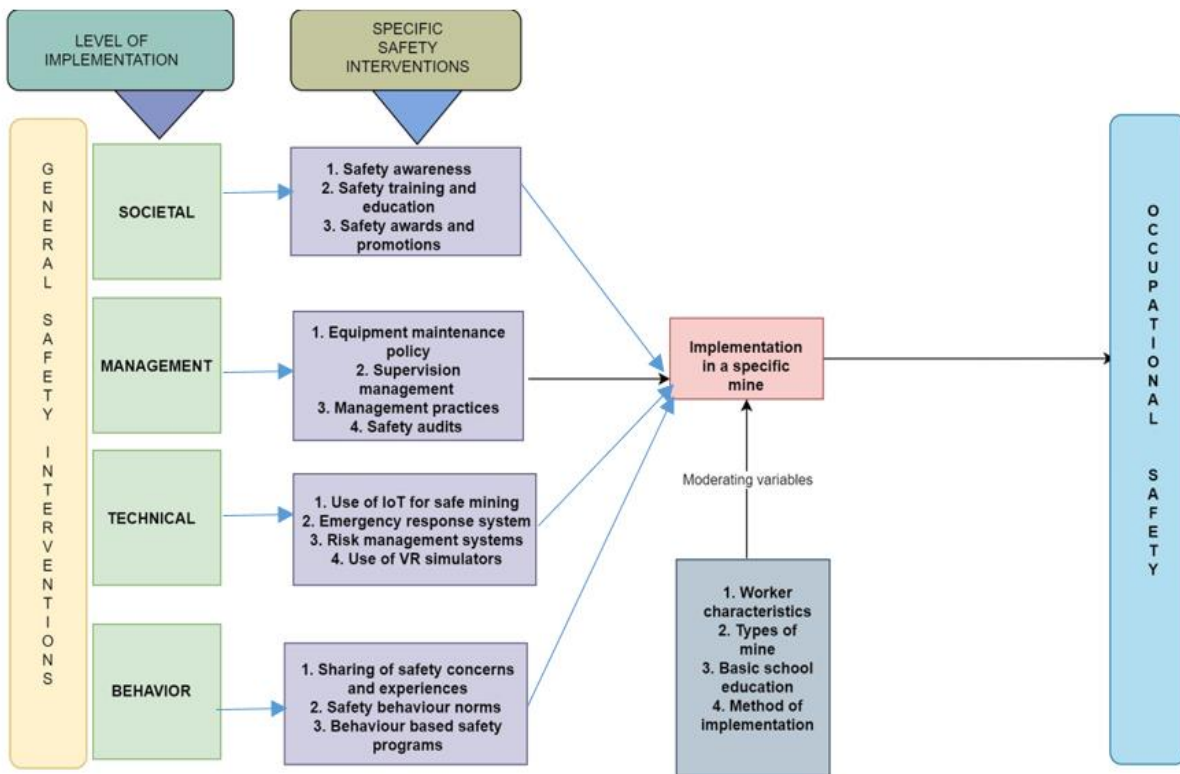 LEVEL OF
IMPLEMENTATION
SPECIFIC
SAFETY
INTERVENTIONS
GENERAL SAFETY INTERVENTIONS
SOCIETAL
1. Safety awareness
2. Safety training and
education
3. Safety awards and
promotions
MANAGEMENT
1. Equipment maintenance
policy
2. Supervision
management
3. Management practices
4. Safety audits
Implementation
in a specific
mine
TECHNICAL
1. Use of IoT for safe mining
2. Emergency response system
3. Risk management systems
4. Use of VR simulators
Moderating variables
BEHAVIOR
1. Sharing of safety concerns
and experiences
2. Safety behaviour norms
3. Behaviour based safety
programs
1. Worker
characteristics
2. Types of
mine
3. Basic school
education
4. Method of
implementation
OCCUPATIONAL SAFETY